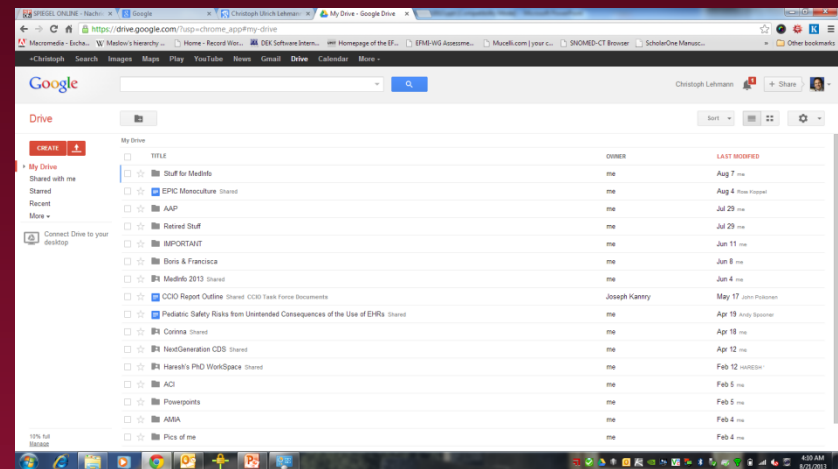 SPIEGEL ONLINE - Nachri
Google
Christoph Ulrich Lehmann
My Drive - Google Drive
https://drive.google.com/?usp=chrome_app#my-drive
Macromedia - Escha...
Maslow's hierarchy ...
Home - Record Wor...
DEK Software Intern...
Homepage of the EF...
EFMI-WG Assessme...
Mucelli.com | your c...
SNOMED-CT Browser
ScholarOne Manusc...
Other bookmarks
+Christoph Search Images Maps Play YouTube News Gmail Drive Calendar More
Google
Christoph Lehmann
+ Share
Drive
Sort
CREATE
My Drive
Shared with me
Starred
Recent
More
Connect Drive to your
desktop
My Drive
TITLE OWNER LAST MODIFIED
Stuff for MedInfo me Aug 7 me
EPIC Monoculture Shared me Aug 4 Ross Koppel
AAP me Jul 29 me
Retired Stuff me Jul 29 me
IMPORTANT me Jun 11 me
Boris & Francisca me Jun 8 me
MedInfo 2013 Shared me Jun 4 me
CCIO Report Outline Shared CCIO Task Force Documents Joseph Kannry May 17 John Poikonen
Pediatric Safety Risks from Unintended Consequences of the Use of EHRs Shared me Apr 19 Andy Spooner
Corinna Shared me Apr 18 me
NextGeneration CDS Shared me Apr 12 me
Haresh's PhD WorkSpace Shared me Feb 12 HARESH
ACI me Feb 5 me
Powerpoints me Feb 5 me
AMIA me Feb 4 me
Pics of me me Feb 4 me
10% full
Manage
4:10 AM
8/21/2013